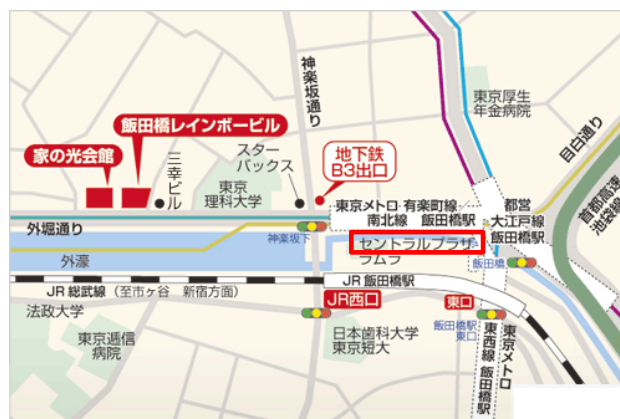 神楽坂通り
東京厚生
年金病院
目白通り
首都高速
池袋線
飯田橋レインボービル
家の光会館
三幸ビル
スター
バックス
地下鉄
B3出口
東京
理科大学
東京メトロ 有楽町線
南北線 飯田橋駅
都営
大江戸線
飯田橋駅
外堀通り
神楽坂下
セントラルプラザ
ラムラ
飯田橋
外濠
JR 飯田橋駅
JR 総武線(至市ヶ谷 新宿方面)
JR西口
東口
法政大学
東京逓信
病院
日本歯科大学
東京短大
飯田橋駅
東口
東京メトロ
東西線 飯田橋駅